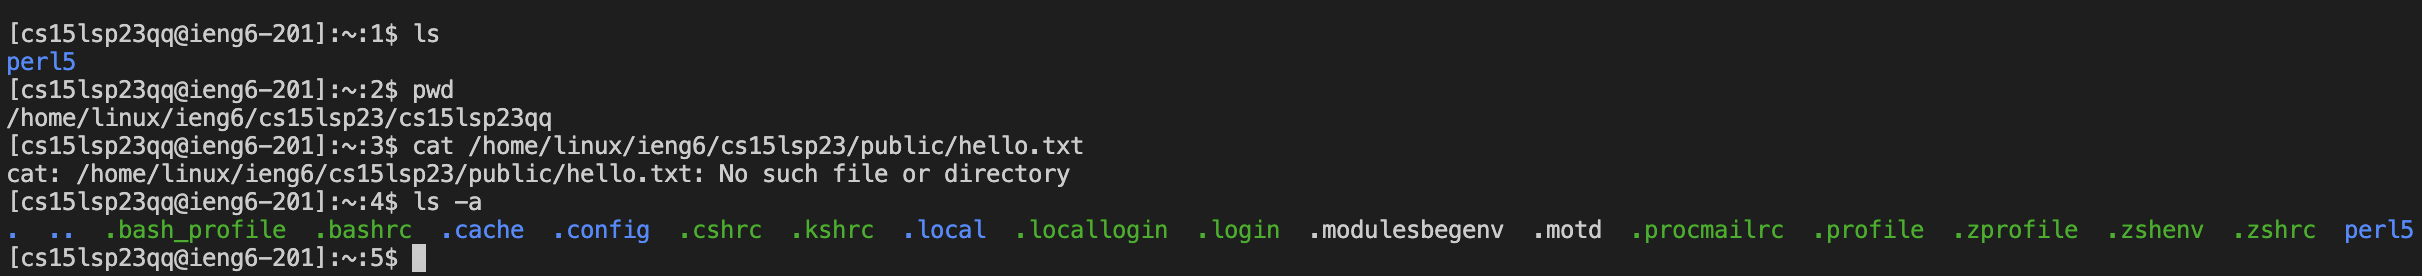 [cs15lsp23qq@ieng6-201]:~:1$ ls
perl5
[cs15lsp23qq@ieng6-201]:~:2$ pwd
/home/linux/ieng6/cs15lsp23/cs15lsp23qq
[cs15lsp23qq@ieng6-201]:~:3$ cat /home/linux/ieng6/cs15lsp23/public/hello.txt
cat: /home/linux/ieng6/cs15lsp23/public/hello.txt: No such file or directory
[cs15lsp23qq@ieng6-201]:~:4$ ls -a
.  ..  .bash_profile  .bashrc  .cache  .config  .cshrc  .kshrc  .local  .locallogin  .login  .modulesbegenv  .motd  .procmailrc  .profile  .zprofile  .zshenv  .zshrc  perl5
[cs15lsp23qq@ieng6-201]:~:5$